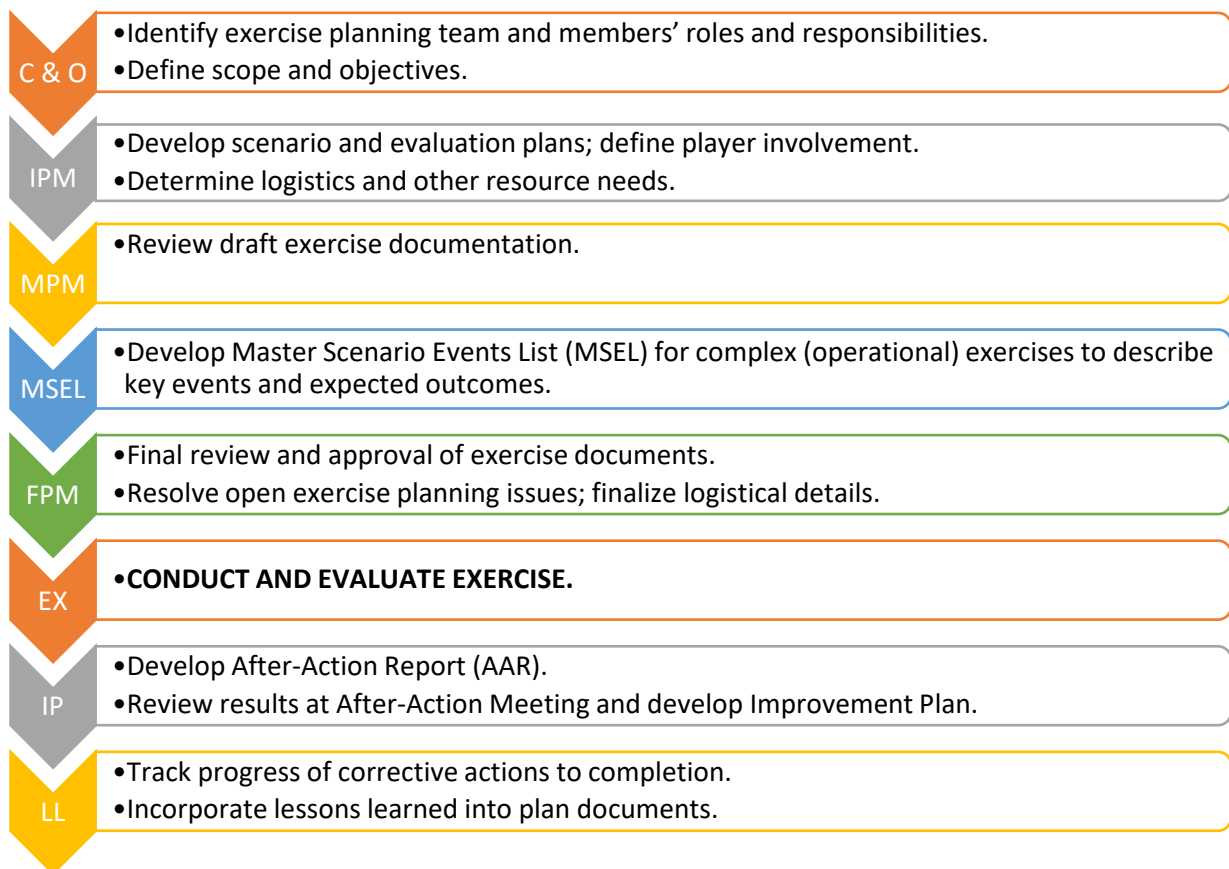 C & O
•Identify exercise planning team and members’ roles and responsibilities.
•Define scope and objectives.
IPM
•Develop scenario and evaluation plans; define player involvement.
•Determine logistics and other resource needs.
MPM
•Review draft exercise documentation.
MSEL
•Develop Master Scenario Events List (MSEL) for complex (operational) exercises to describe
key events and expected outcomes.
FPM
•Final review and approval of exercise documents.
•Resolve open exercise planning issues; finalize logistical details.
EX
•CONDUCT AND EVALUATE EXERCISE.
IP
•Develop After-Action Report (AAR).
•Review results at After-Action Meeting and develop Improvement Plan.
LL
•Track progress of corrective actions to completion.
•Incorporate lessons learned into plan documents.